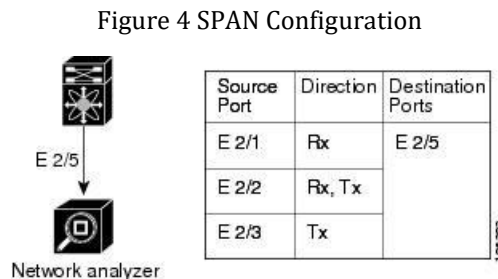 Figure 4 SPAN Configuration
E 2/5
Network analyzer
Source Port Direction Destination Ports
E 2/1 Rx E 2/5
E 2/2 Rx, Tx
E 2/3 Tx